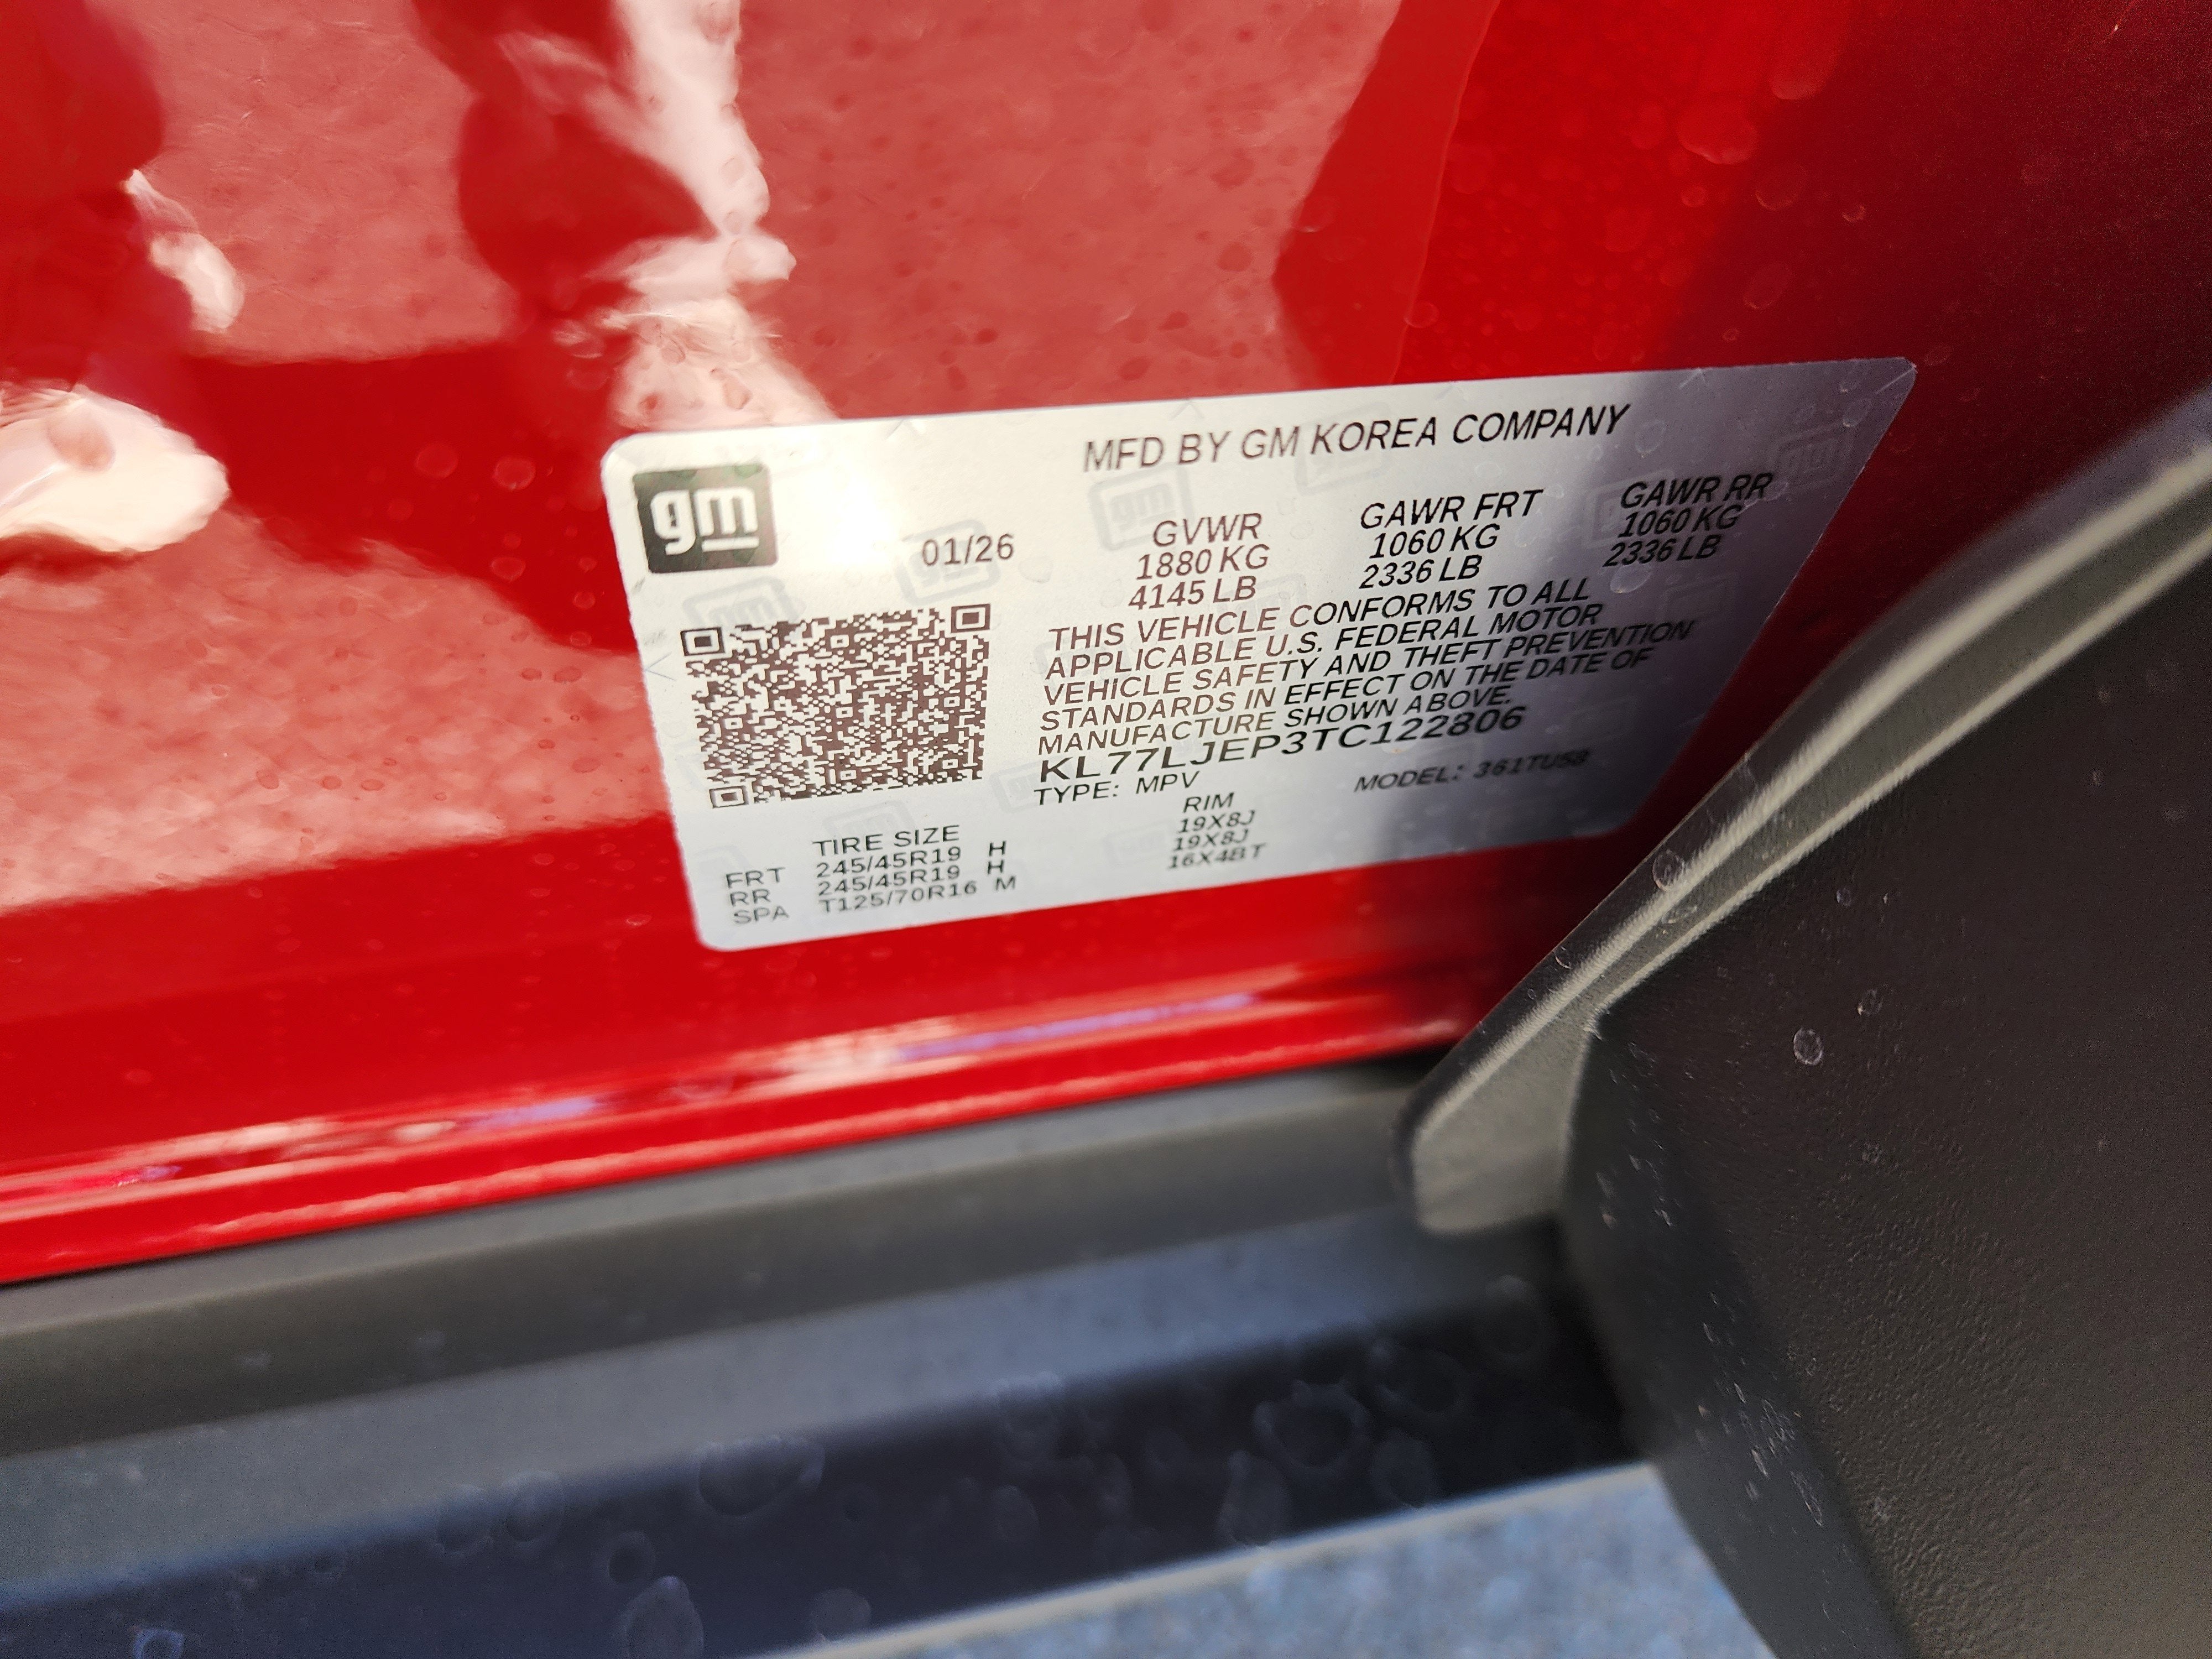 MFD BY GM KOREA COMPANY
gm
01/26
GVWR GAWR FRT GAWR RR
1880 KG 1060 KG 1060 KG
4145 LB 2336 LB 2336 LB
THIS VEHICLE CONFORMS TO ALL
APPLICABLE U.S. FEDERAL MOTOR
VEHICLE SAFETY AND THEFT PREVENTION
STANDARDS IN EFFECT ON THE DATE OF
MANUFACTURE SHOWN ABOVE.
KL77LJEP3TC122806
TYPE: MPV MODEL: 361TU58
TIRE SIZE RIM
FRT 245/45R19 H 19X8J
RR 245/45R19 H 19X8J
SPA T125/70R16 M 16X4BT